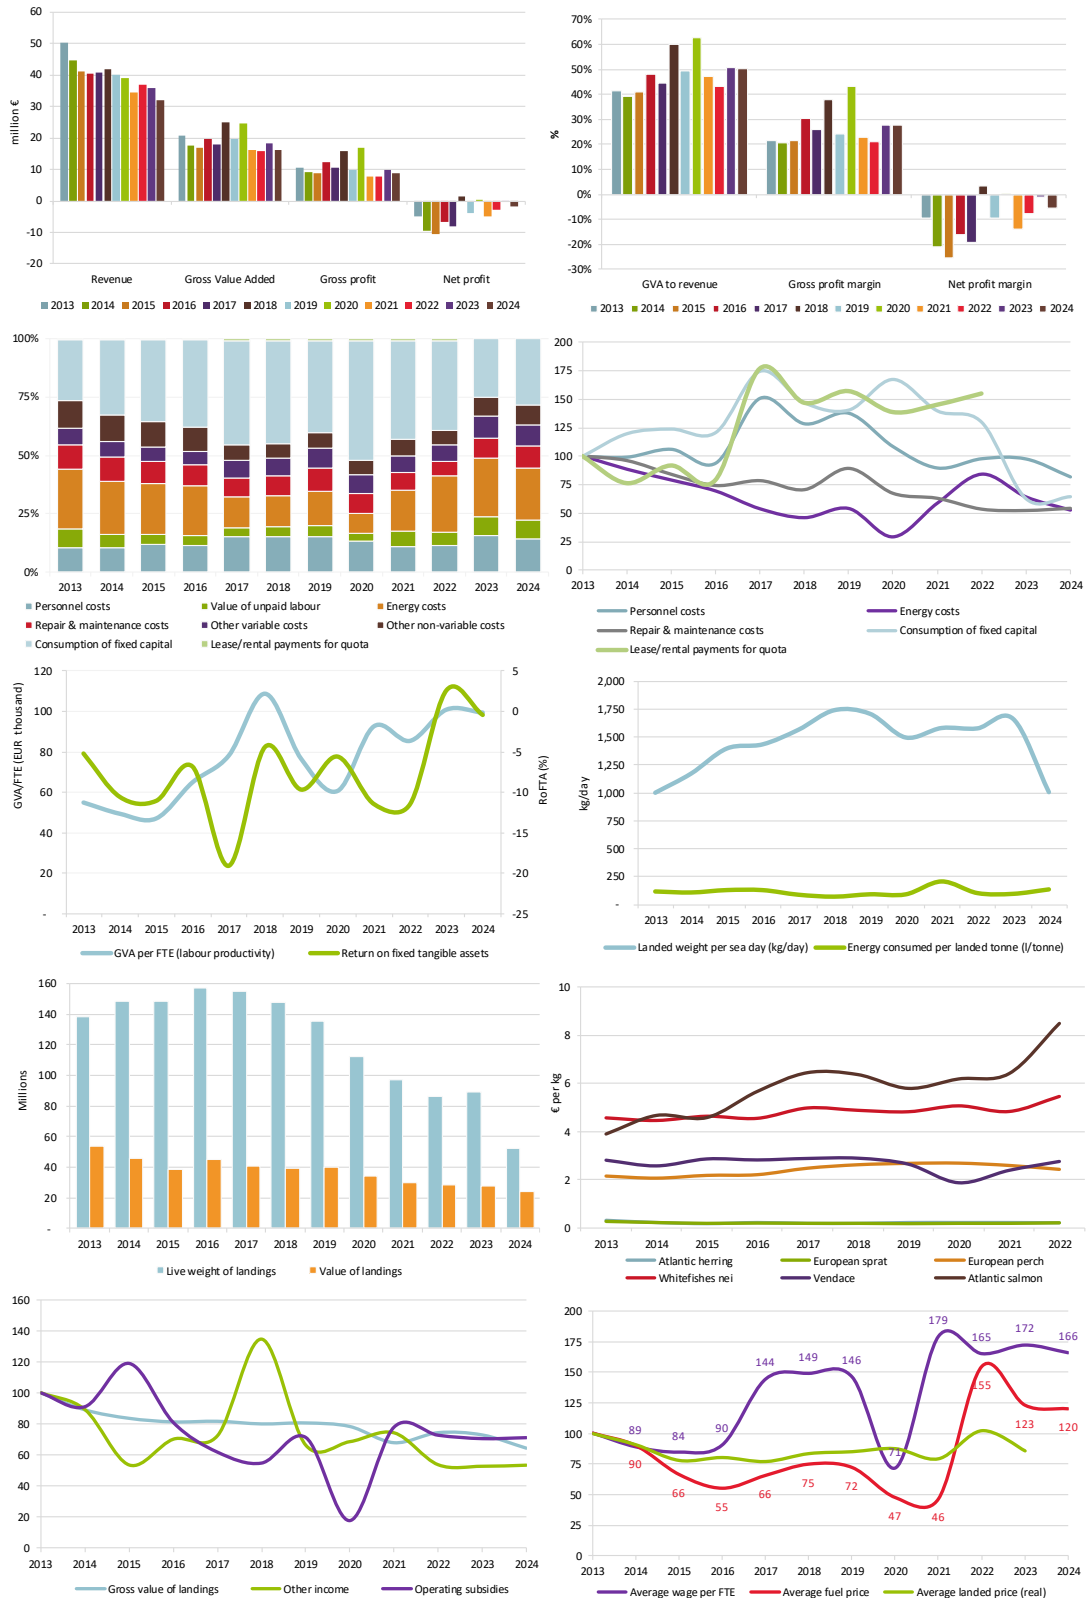 60
50
40
30
20
10
0
-10
-20
million €
Revenue Gross Value Added Gross profit Net profit
2013 2014 2015 2016 2017 2018 2019 2020 2021 2022 2023 2024
80%
70%
60%
50%
40%
30%
20%
10%
0%
-10%
-20%
-30%
%
GVA to revenue Gross profit margin Net profit margin
2013 2014 2015 2016 2017 2018 2019 2020 2021 2022 2023 2024
100%
75%
50%
25%
0%
2013 2014 2015 2016 2017 2018 2019 2020 2021 2022 2023 2024
Personnel costs Value of unpaid labour Energy costs
Repair & maintenance costs Other variable costs Other non-variable costs
Consumption of fixed capital Lease/rental payments for quota
200
175
150
125
100
75
50
25
0
2013 2014 2015 2016 2017 2018 2019 2020 2021 2022 2023 2024
Personnel costs Energy costs
Repair & maintenance costs Consumption of fixed capital
Lease/rental payments for quota
120
100
80
60
40
20
-
GVA/FTE (EUR thousand)
5
0
-5
-10
-15
-20
-25
RoFTA (%)
2013 2014 2015 2016 2017 2018 2019 2020 2021 2022 2023 2024
GVA per FTE (labour productivity) Return on fixed tangible assets
2,000
1,750
1,500
1,250
1,000
750
500
250
-
kg/day
2013 2014 2015 2016 2017 2018 2019 2020 2021 2022 2023 2024
Landed weight per sea day (kg/day) Energy consumed per landed tonne (l/tonne)
160
140
120
100
80
60
40
20
-
Millions
2013 2014 2015 2016 2017 2018 2019 2020 2021 2022 2023 2024
Live weight of landings Value of landings
10
8
6
4
2
0
€ per kg
2013 2014 2015 2016 2017 2018 2019 2020 2021 2022
Atlantic herring European sprat European perch
Whitefishes nei Vendace Atlantic salmon
160
140
120
100
80
60
40
20
0
2013 2014 2015 2016 2017 2018 2019 2020 2021 2022 2023 2024
Gross value of landings Other income Operating subsidies
200
175
150
125
100
75
50
25
0
89 84 90 144 149 146 71 179 165 172 166
90 66 55 66 75 72 47 46 155 123 120
2013 2014 2015 2016 2017 2018 2019 2020 2021 2022 2023 2024
Average wage per FTE Average fuel price Average landed price (real)